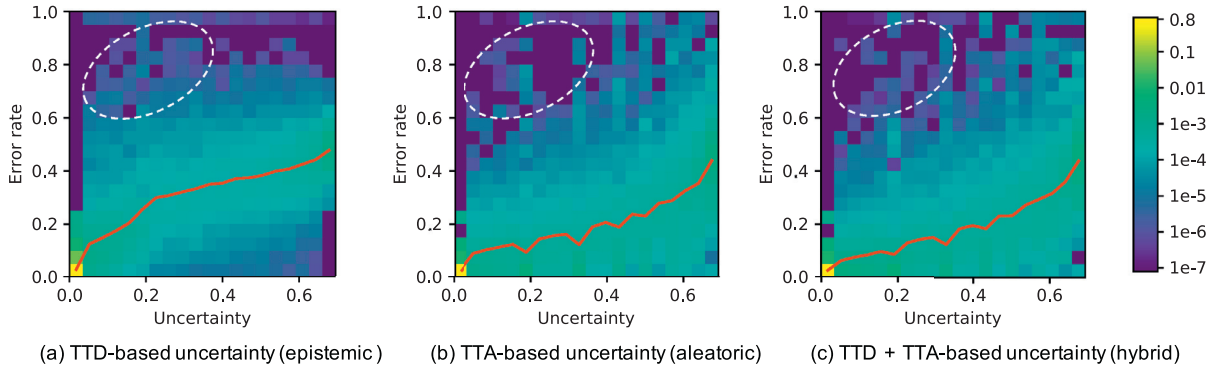 Error rate
1.0
0.8
0.6
0.4
0.2
0.0
0.0 0.2 0.4 0.6
Uncertainty
(a) TTD-based uncertainty (epistemic)
Error rate
1.0
0.8
0.6
0.4
0.2
0.0
0.0 0.2 0.4 0.6
Uncertainty
(b) TTA-based uncertainty (aleatoric)
Error rate
1.0
0.8
0.6
0.4
0.2
0.0
0.0 0.2 0.4 0.6
Uncertainty
(c) TTD + TTA-based uncertainty (hybrid)
0.8
0.1
0.01
1e-3
1e-4
1e-5
1e-6
1e-7